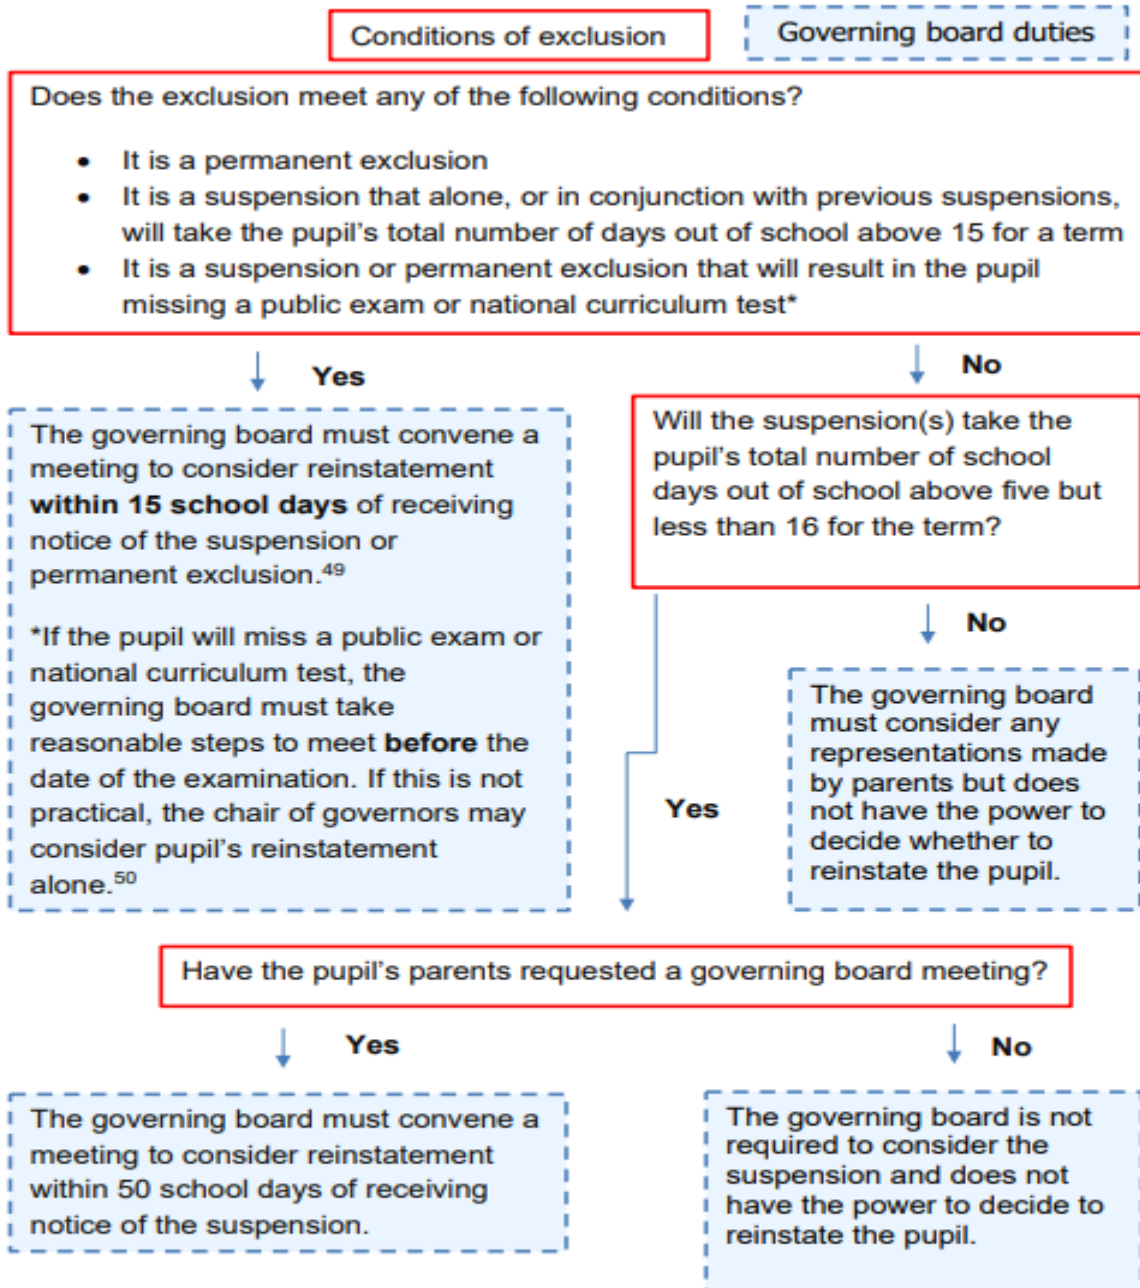 Conditions of exclusion
Governing board duties
Does the exclusion meet any of the following conditions?
• It is a permanent exclusion
• It is a suspension that alone, or in conjunction with previous suspensions,
will take the pupil's total number of days out of school above 15 for a term
• It is a suspension or permanent exclusion that will result in the pupil
missing a public exam or national curriculum test*
Yes
No
The governing board must convene a
meeting to consider reinstatement
within 15 school days of receiving
notice of the suspension or
permanent exclusion.49
*If the pupil will miss a public exam or
national curriculum test, the
governing board must take
reasonable steps to meet before the
date of the examination. If this is not
practical, the chair of governors may
consider pupil's reinstatement
alone.50
Will the suspension(s) take the
pupil's total number of school
days out of school above five but
less than 16 for the term?
No
The governing board
must consider any
representations made
by parents but does
not have the power to
decide whether to
reinstate the pupil.
Yes
Have the pupil's parents requested a governing board meeting?
Yes
No
The governing board must convene a
meeting to consider reinstatement
within 50 school days of receiving
notice of the suspension.
The governing board is not
required to consider the
suspension and does not
have the power to decide to
reinstate the pupil.